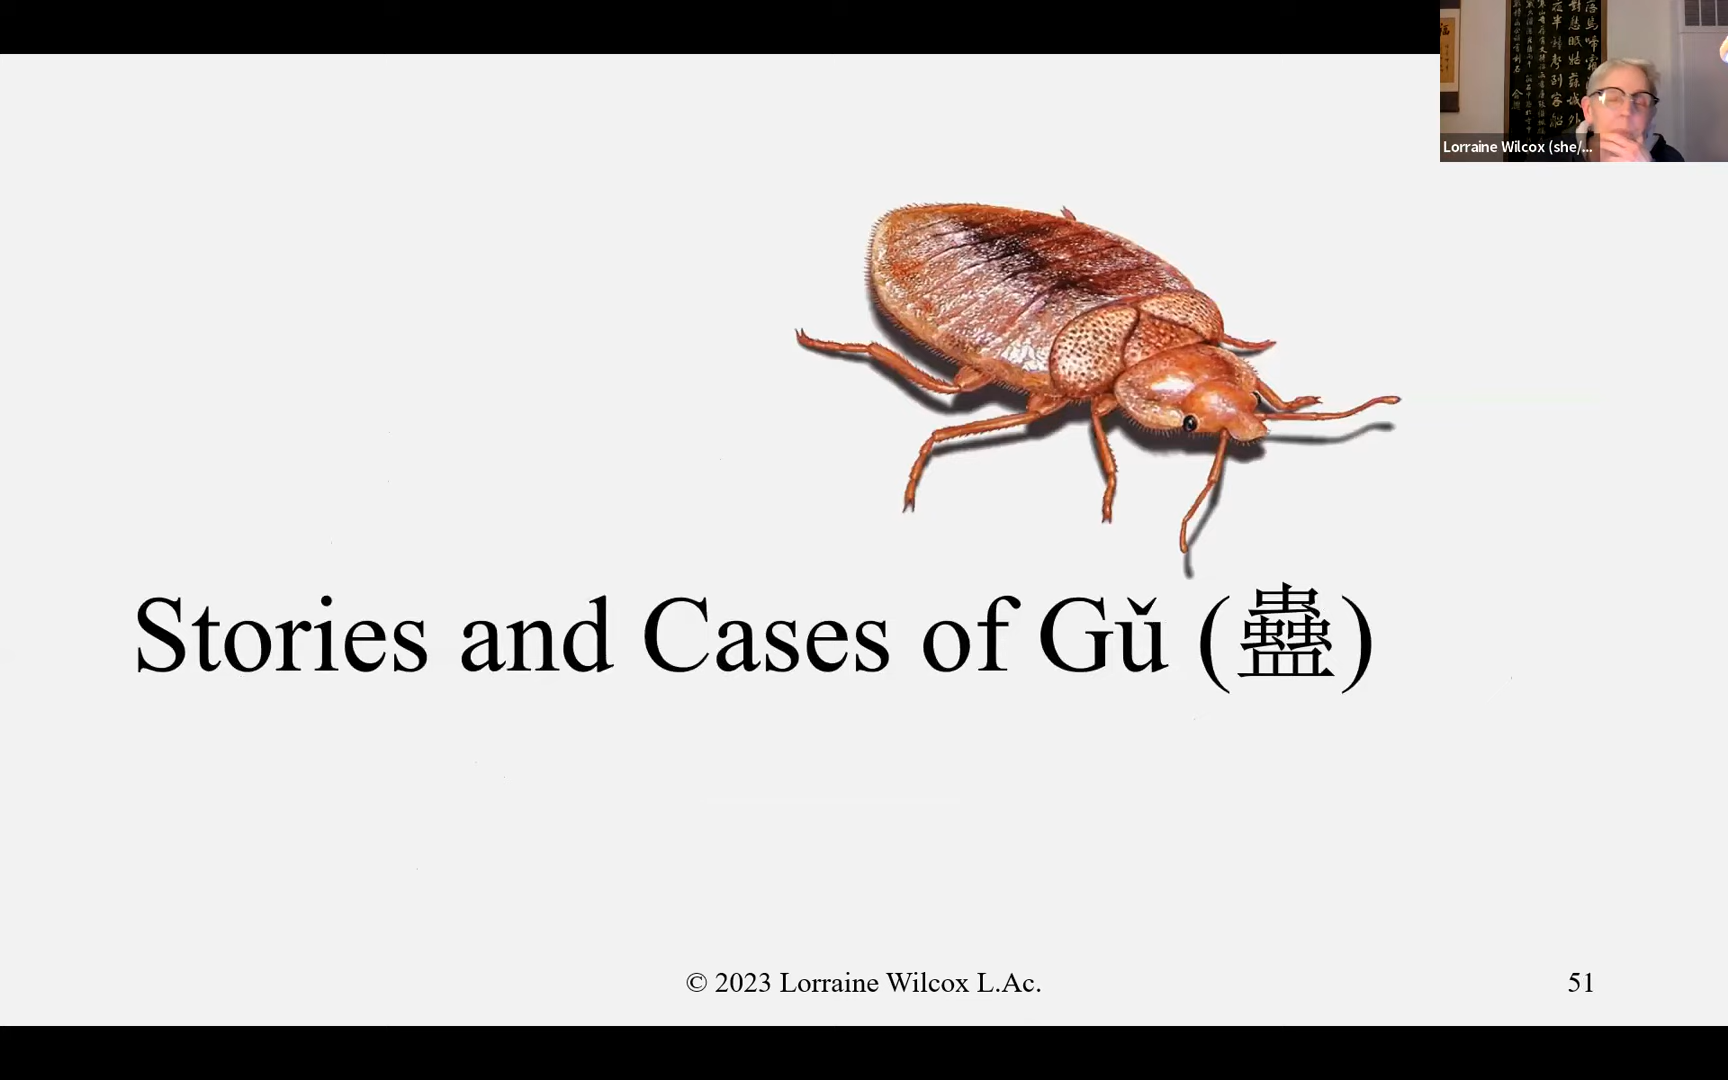 Lorraine Wilcox (she/...
Stories and Cases of Gǔ (蠱)
© 2023 Lorraine Wilcox L.Ac.
51